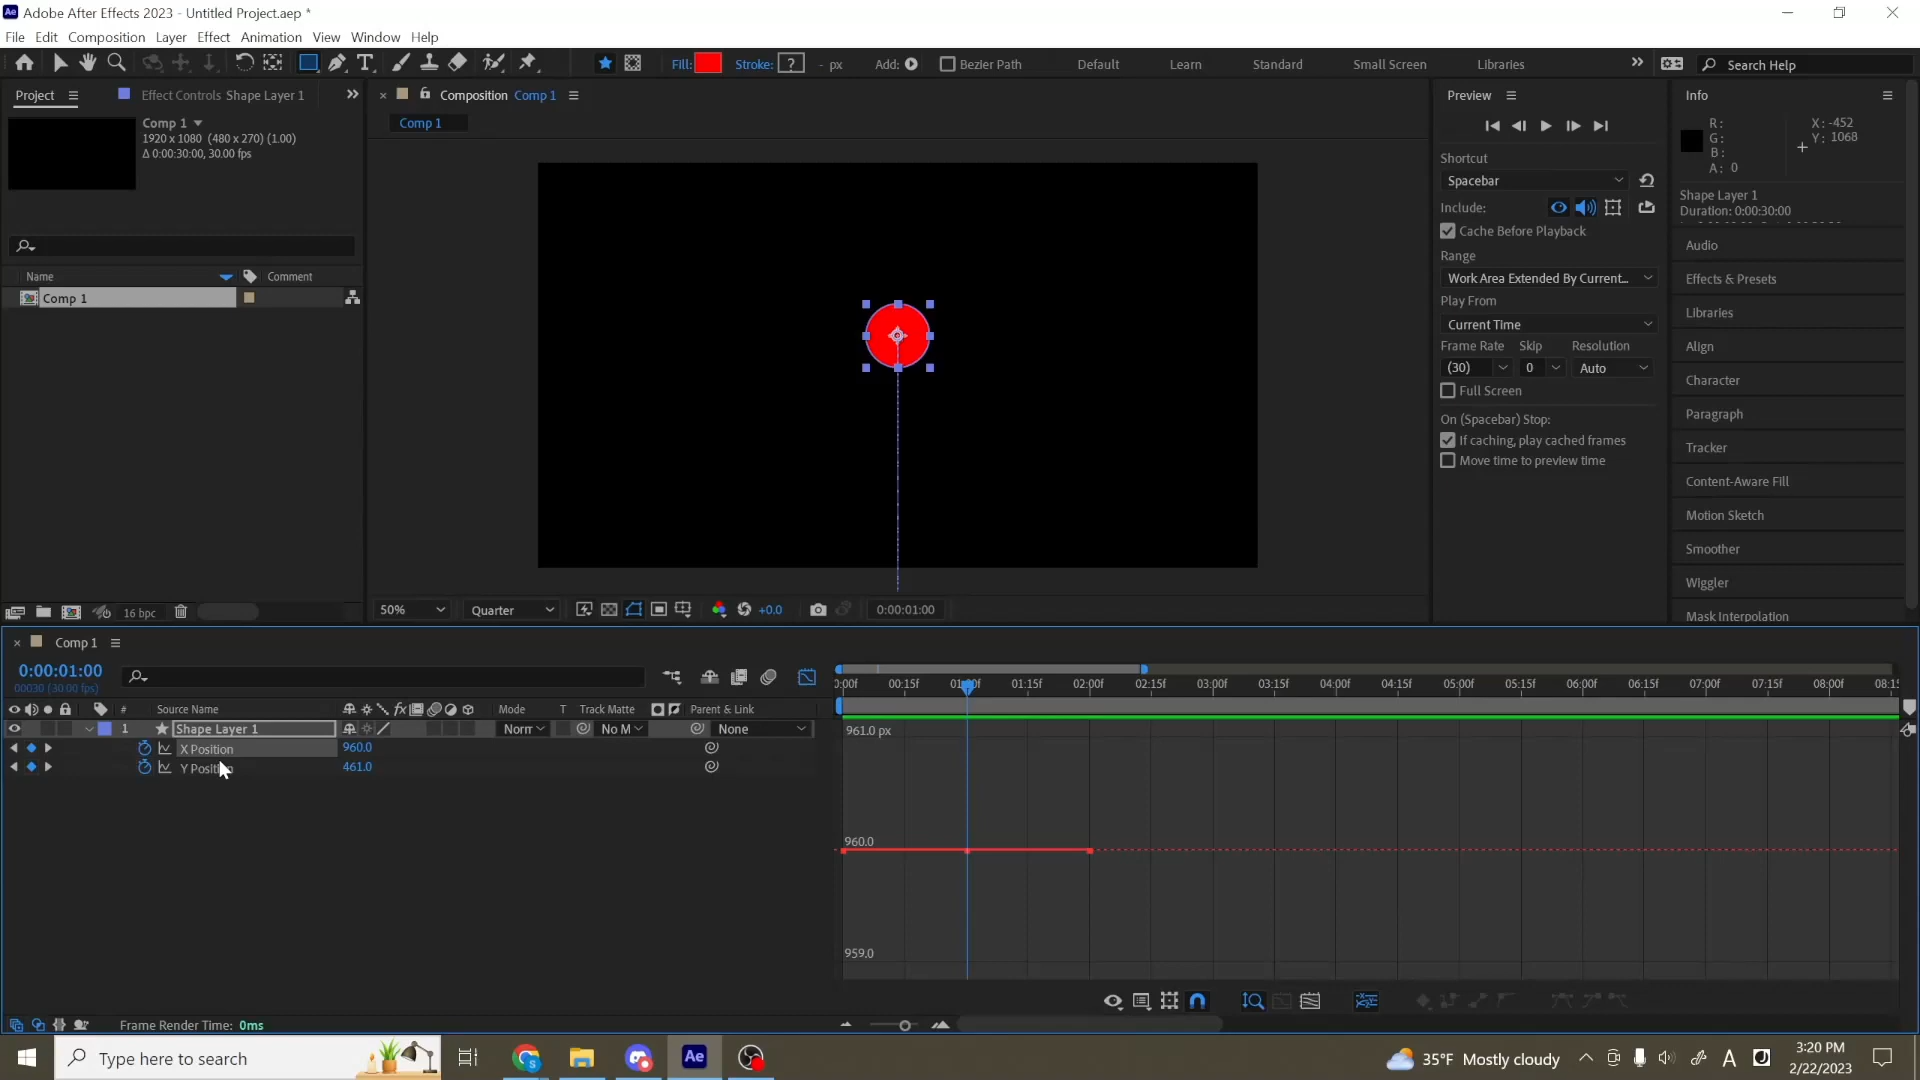 Adobe After Effects 2023 - Untitled Project.aep *
File Edit Composition Layer Effect Animation View Window Help
Fill: Stroke: ? - px Add: Bezier Path Default Learn Standard Small Screen Libraries Search Help
Project Effect Controls Shape Layer 1
Comp 1
1920 x 1080 (480 x 270) (1.00)
Δ 0:00:30:00, 30.00 fps)
Name Comment
Comp 1
16 bpc
Composition Comp 1
Comp 1
50% Quarter +0.0 0:00:01:00
Preview
Shortcut
Spacebar
Include:
Cache Before Playback
Range
Work Area Extended By Current...
Play From
Current Time
Frame Rate Skip Resolution
(30) 0 Auto
Full Screen
On (Spacebar) Stop:
If caching, play cached frames
Move time to preview time
Info
R: X: -452
G: Y: 1068
B:
A: 0
Shape Layer 1
Duration: 0:00:30:00
Audio
Effects & Presets
Libraries
Align
Character
Paragraph
Tracker
Content-Aware Fill
Motion Sketch
Smoother
Wiggler
Mask Interpolation
Comp 1
0:00:01:00
00030 (30.00 fps)
# Source Name fx Mode T Track Matte Parent & Link
1 Shape Layer 1 Norr No M None
X Position 960.0
Y Positi 461.0
0:00f 00:15f 01:00f 01:15f 02:00f 02:15f 03:00f 03:15f 04:00f 04:15f 05:00f 05:15f 06:00f 06:15f 07:00f 07:15f 08:00f 08:15
961.0 px
960.0
959.0
Frame Render Time: 0ms
Type here to search
Ae
35°F Mostly cloudy
A
3:20 PM
2/22/2023